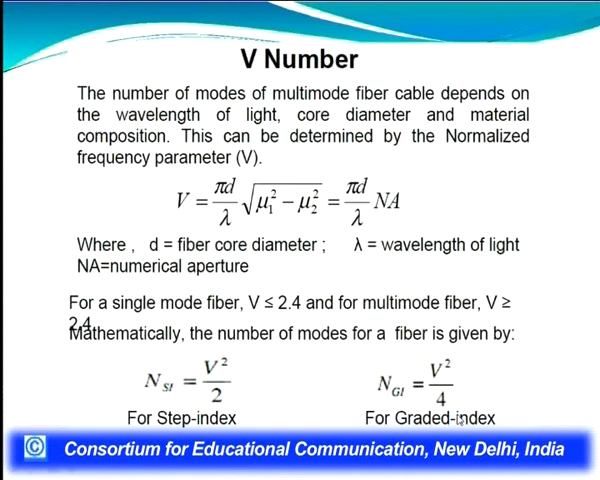 V Number
The number of modes of multimode fiber cable depends on
the wavelength of light, core diameter and material
composition. This can be determined by the Normalized
frequency parameter (V).
V = πd/λ √(μ₁² − μ₂²) = πd/λ NA
Where , d = fiber core diameter ; λ = wavelength of light
NA=numerical aperture
For a single mode fiber, V ≤ 2.4 and for multimode fiber, V ≥
2.4
Mathematically, the number of modes for a fiber is given by:
N_SI = V²/2
N_GI = V²/4
For Step-index
For Graded-index
© Consortium for Educational Communication, New Delhi, India